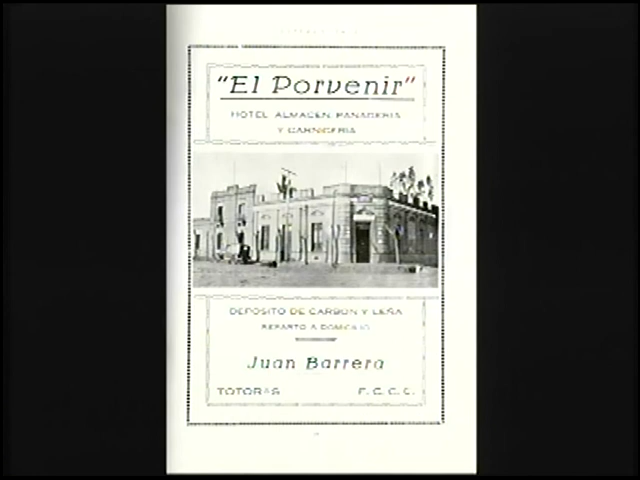 "El Porvenir"
HOTEL, ALMACEN, PANADERIA
Y CARNICERIA
DEPOSITO DE CARBON Y LEÑA
REPARTO A DOMICILIO
Juan Barrera
TOTORAS F. C. C. C.